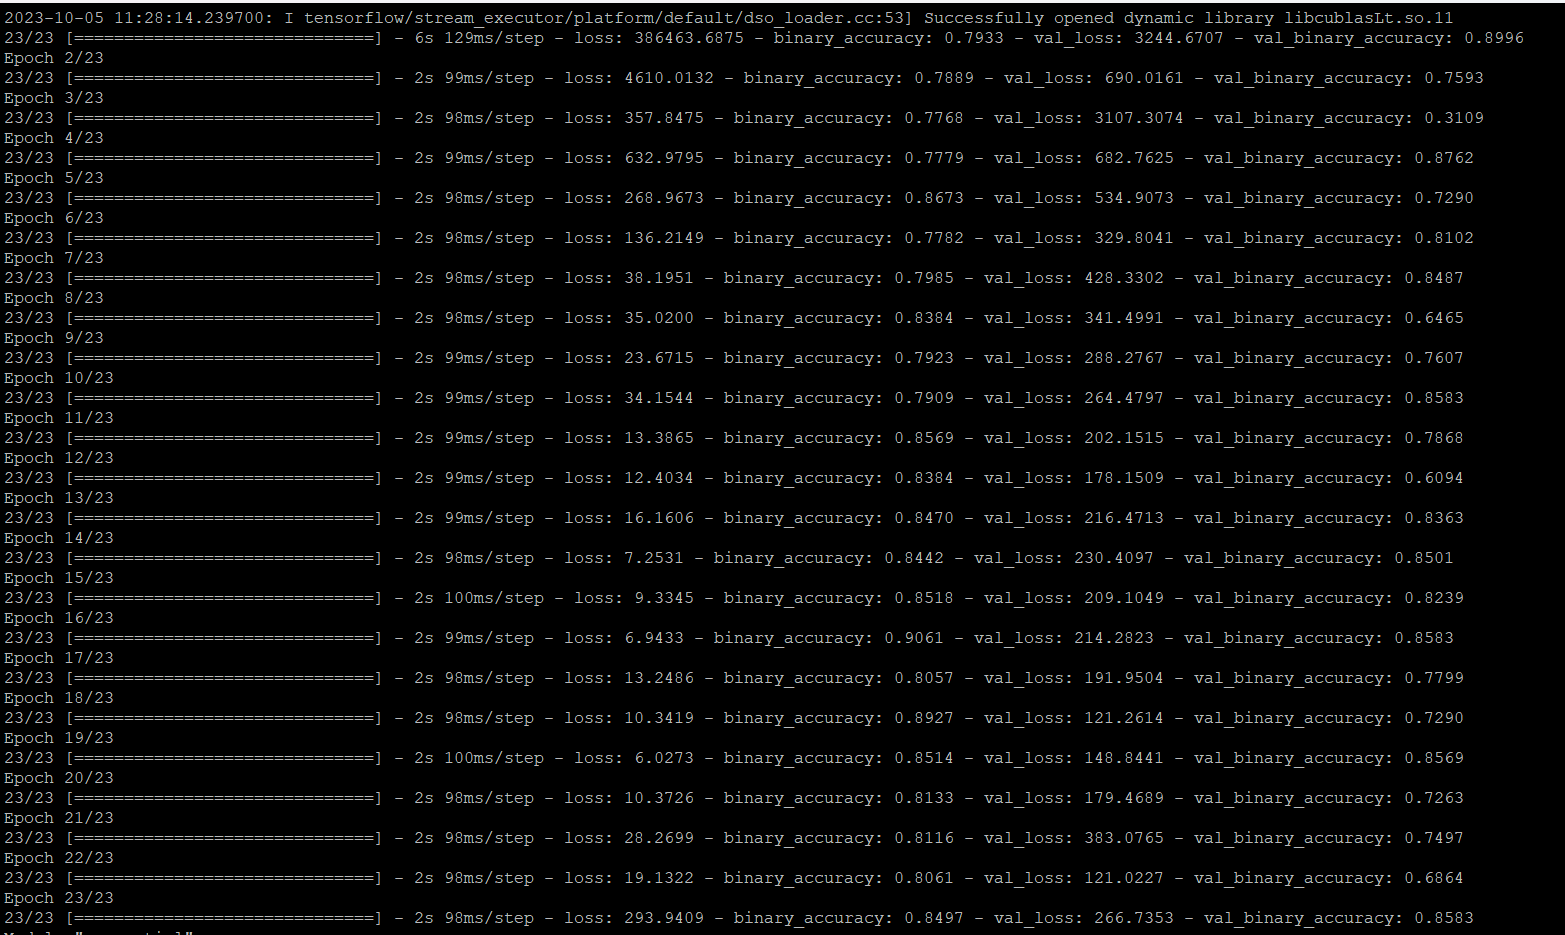 2023-10-05 11:28:14.239700: I tensorflow/stream_executor/platform/default/dso_loader.cc:53] Successfully opened dynamic library libcublasLt.so.11
23/23 [==============================] - 6s 129ms/step - loss: 386463.6875 - binary_accuracy: 0.7933 - val_loss: 3244.6707 - val_binary_accuracy: 0.8996
Epoch 2/23
23/23 [==============================] - 2s 99ms/step - loss: 4610.0132 - binary_accuracy: 0.7889 - val_loss: 690.0161 - val_binary_accuracy: 0.7593
Epoch 3/23
23/23 [==============================] - 2s 98ms/step - loss: 357.8475 - binary_accuracy: 0.7768 - val_loss: 3107.3074 - val_binary_accuracy: 0.3109
Epoch 4/23
23/23 [==============================] - 2s 99ms/step - loss: 632.9795 - binary_accuracy: 0.7779 - val_loss: 682.7625 - val_binary_accuracy: 0.8762
Epoch 5/23
23/23 [==============================] - 2s 99ms/step - loss: 268.9673 - binary_accuracy: 0.8673 - val_loss: 534.9073 - val_binary_accuracy: 0.7290
Epoch 6/23
23/23 [==============================] - 2s 98ms/step - loss: 136.2149 - binary_accuracy: 0.7782 - val_loss: 329.8041 - val_binary_accuracy: 0.8102
Epoch 7/23
23/23 [==============================] - 2s 98ms/step - loss: 38.1951 - binary_accuracy: 0.7985 - val_loss: 428.3302 - val_binary_accuracy: 0.8487
Epoch 8/23
23/23 [==============================] - 2s 98ms/step - loss: 35.0200 - binary_accuracy: 0.8384 - val_loss: 341.4991 - val_binary_accuracy: 0.6465
Epoch 9/23
23/23 [==============================] - 2s 99ms/step - loss: 23.6715 - binary_accuracy: 0.7923 - val_loss: 288.2767 - val_binary_accuracy: 0.7607
Epoch 10/23
23/23 [==============================] - 2s 99ms/step - loss: 34.1544 - binary_accuracy: 0.7909 - val_loss: 264.4797 - val_binary_accuracy: 0.8583
Epoch 11/23
23/23 [==============================] - 2s 99ms/step - loss: 13.3865 - binary_accuracy: 0.8569 - val_loss: 202.1515 - val_binary_accuracy: 0.7868
Epoch 12/23
23/23 [==============================] - 2s 99ms/step - loss: 12.4034 - binary_accuracy: 0.8384 - val_loss: 178.1509 - val_binary_accuracy: 0.6094
Epoch 13/23
23/23 [==============================] - 2s 99ms/step - loss: 16.1606 - binary_accuracy: 0.8470 - val_loss: 216.4713 - val_binary_accuracy: 0.8363
Epoch 14/23
23/23 [==============================] - 2s 98ms/step - loss: 7.2531 - binary_accuracy: 0.8442 - val_loss: 230.4097 - val_binary_accuracy: 0.8501
Epoch 15/23
23/23 [==============================] - 2s 100ms/step - loss: 9.3345 - binary_accuracy: 0.8518 - val_loss: 209.1049 - val_binary_accuracy: 0.8239
Epoch 16/23
23/23 [==============================] - 2s 99ms/step - loss: 6.9433 - binary_accuracy: 0.9061 - val_loss: 214.2823 - val_binary_accuracy: 0.8583
Epoch 17/23
23/23 [==============================] - 2s 98ms/step - loss: 13.2486 - binary_accuracy: 0.8057 - val_loss: 191.9504 - val_binary_accuracy: 0.7799
Epoch 18/23
23/23 [==============================] - 2s 98ms/step - loss: 10.3419 - binary_accuracy: 0.8927 - val_loss: 121.2614 - val_binary_accuracy: 0.7290
Epoch 19/23
23/23 [==============================] - 2s 100ms/step - loss: 6.0273 - binary_accuracy: 0.8514 - val_loss: 148.8441 - val_binary_accuracy: 0.8569
Epoch 20/23
23/23 [==============================] - 2s 98ms/step - loss: 10.3726 - binary_accuracy: 0.8133 - val_loss: 179.4689 - val_binary_accuracy: 0.7263
Epoch 21/23
23/23 [==============================] - 2s 98ms/step - loss: 28.2699 - binary_accuracy: 0.8116 - val_loss: 383.0765 - val_binary_accuracy: 0.7497
Epoch 22/23
23/23 [==============================] - 2s 98ms/step - loss: 19.1322 - binary_accuracy: 0.8061 - val_loss: 121.0227 - val_binary_accuracy: 0.6864
Epoch 23/23
23/23 [==============================] - 2s 98ms/step - loss: 293.9409 - binary_accuracy: 0.8497 - val_loss: 266.7353 - val_binary_accuracy: 0.8583